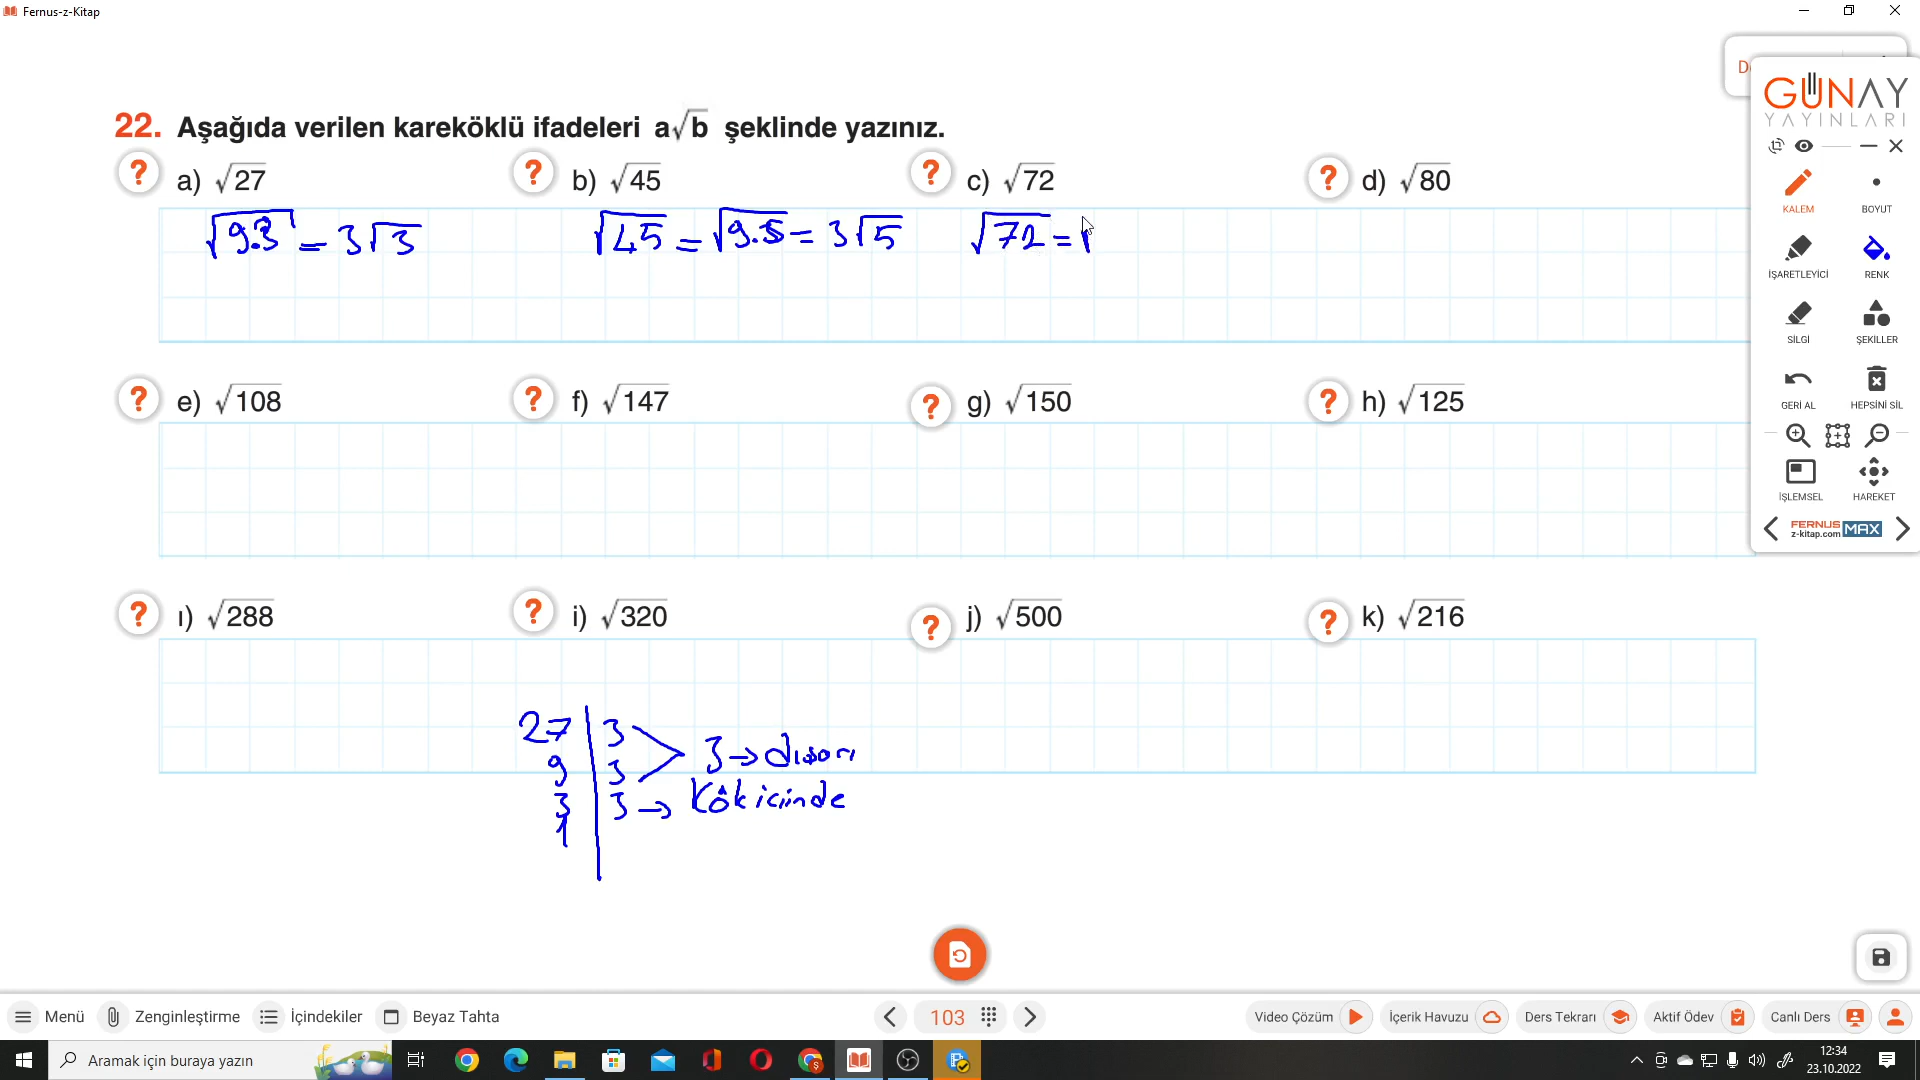 Fernus-z-Kitap
22. Aşağıda verilen kareköklü ifadeleri a√b şeklinde yazınız.
? a) √27 ? b) √45 ? c) √72 ? d) √80
√9.3 = 3√3 √45 = √9.5 = 3√5 √72 =
? e) √108 ? f) √147 ? g) √150 ? h) √125
? ı) √288 ? i) √320 ? j) √500 ? k) √216
27 3
9 3 3 → dışarı
3 3 → Kök içinde
1
GÜNAY
YAYINLARI
KALEM BOYUT
İŞARETLEYİCİ RENK
SİLGİ ŞEKİLLER
GERİ AL HEPSİNİ SİL
İŞLEMSEL HAREKET
FERNUS MAX
z-kitap.com
Menü Zenginleştirme İçindekiler Beyaz Tahta 103 Video Çözüm İçerik Havuzu Ders Tekrarı Aktif Ödev Canlı Ders
Aramak için buraya yazın
12:34
23.10.2022